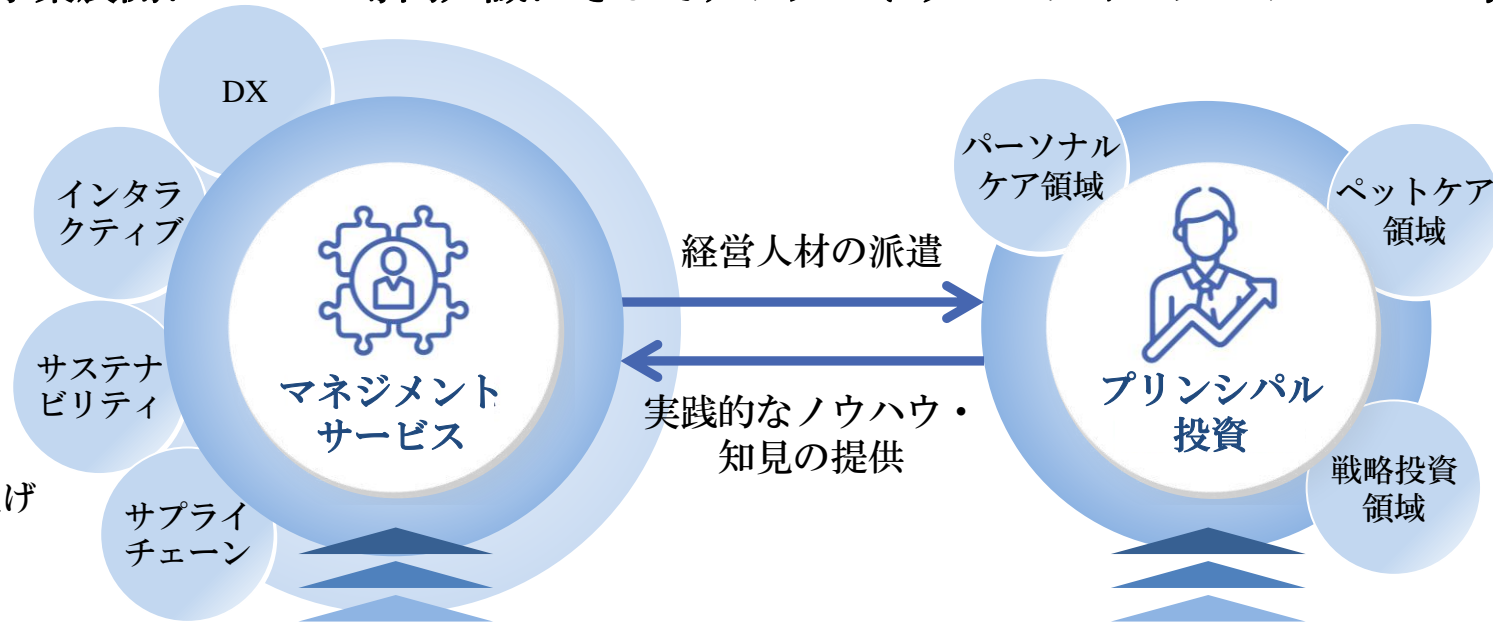 DX
インタラ
クティブ
サステナ
ビリティ
サプライ
チェーン
げ
マネジメント
サービス
経営人材の派遣
実践的なノウハウ・
知見の提供
パーソナル
ケア領域
ペットケア
領域
プリンシパル
投資
戦略投資
領域